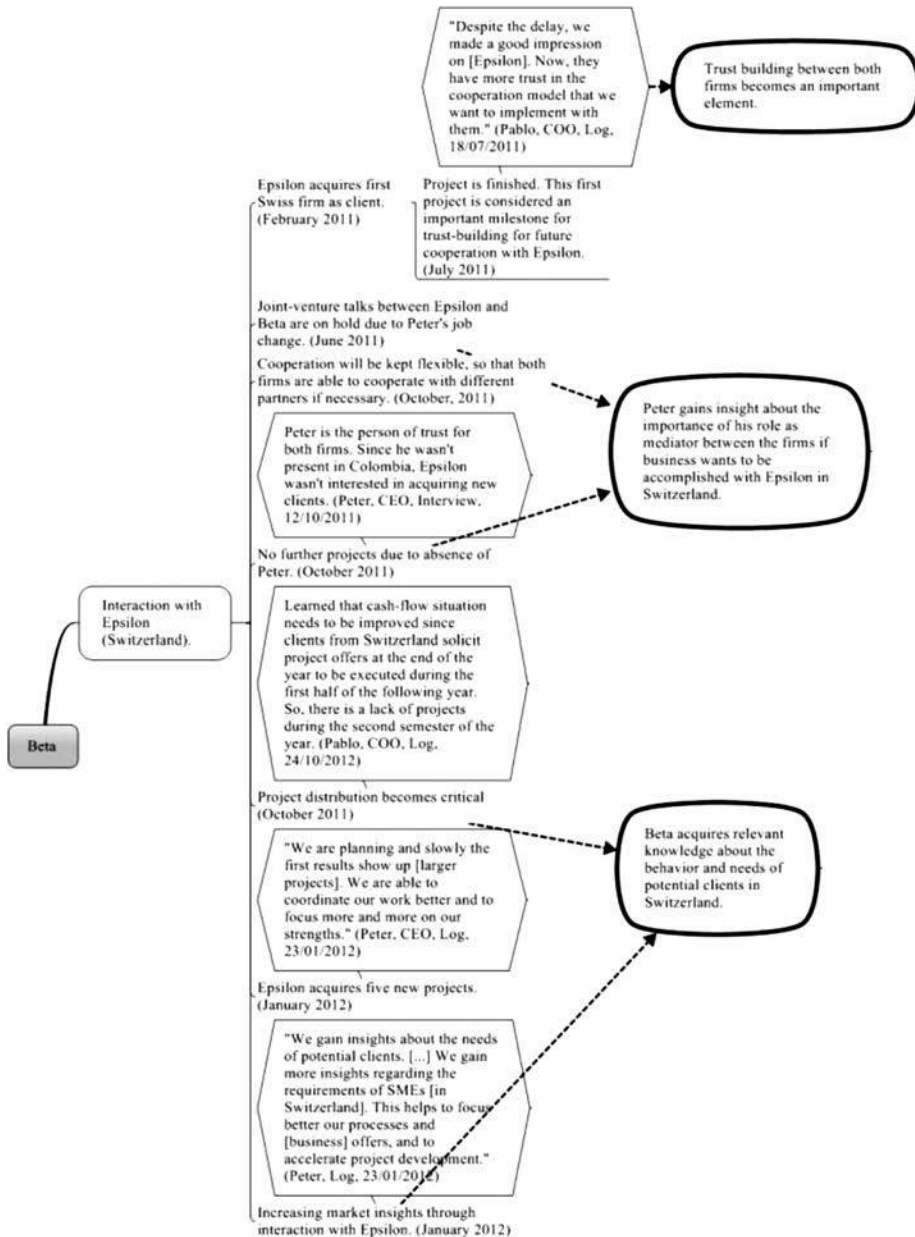 "Despite the delay, we
made a good impression
on [Epsilon]. Now, they
have more trust in the
cooperation model that we
want to implement with
them." (Pablo, COO, Log,
18/07/2011)
Trust building between both
firms becomes an important
element.
Epsilon acquires first
Swiss firm as client.
(February 2011)
Project is finished. This first
project is considered an
important milestone for
trust-building for future
cooperation with Epsilon.
(July 2011)
Joint-venture talks between Epsilon and
Beta are on hold due to Peter's job
change. (June 2011)
Cooperation will be kept flexible, so that both
firms are able to cooperate with different
partners if necessary. (October, 2011)
Peter gains insight about the
importance of his role as
mediator between the firms if
business wants to be
accomplished with Epsilon in
Switzerland.
Peter is the person of trust for
both firms. Since he wasn't
present in Colombia, Epsilon
wasn't interested in acquiring new
clients. (Peter, CEO, Interview,
12/10/2011)
No further projects due to absence of
Peter. (October 2011)
Interaction with
Epsilon
(Switzerland).
Beta
Learned that cash-flow situation
needs to be improved since
clients from Switzerland solicit
project offers at the end of the
year to be executed during the
first half of the following year.
So, there is a lack of projects
during the second semester of the
year. (Pablo, COO, Log,
24/10/2012)
Project distribution becomes critical
(October 2011)
Beta acquires relevant
knowledge about the
behavior and needs of
potential clients in
Switzerland.
"We are planning and slowly the
first results show up [larger
projects]. We are able to
coordinate our work better and to
focus more and more on our
strengths." (Peter, CEO, Log,
23/01/2012)
Epsilon acquires five new projects.
(January 2012)
"We gain insights about the needs
of potential clients. [...] We gain
more insights regarding the
requirements of SMEs [in
Switzerland]. This helps to focus
better our processes and
[business] offers, and to
accelerate project development."
(Peter, Log, 23/01/2012)
Increasing market insights through
interaction with Epsilon. (January 2012)